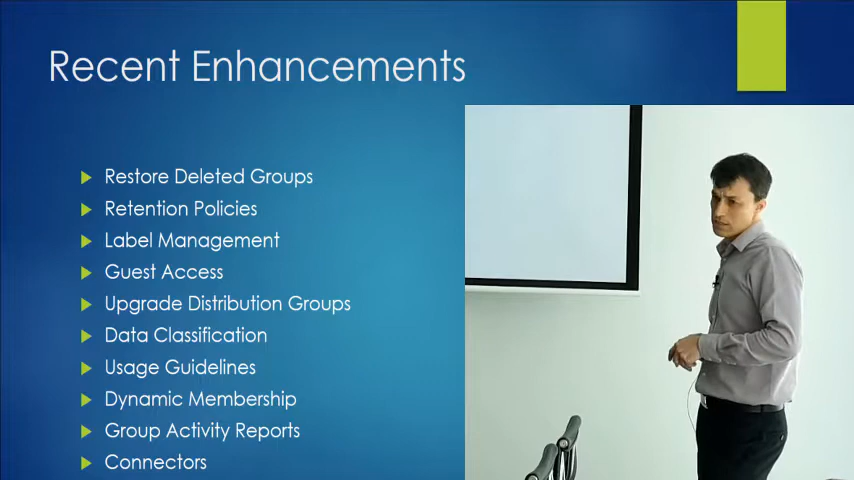 Recent Enhancements
Restore Deleted Groups
Retention Policies
Label Management
Guest Access
Upgrade Distribution Groups
Data Classification
Usage Guidelines
Dynamic Membership
Group Activity Reports
Connectors